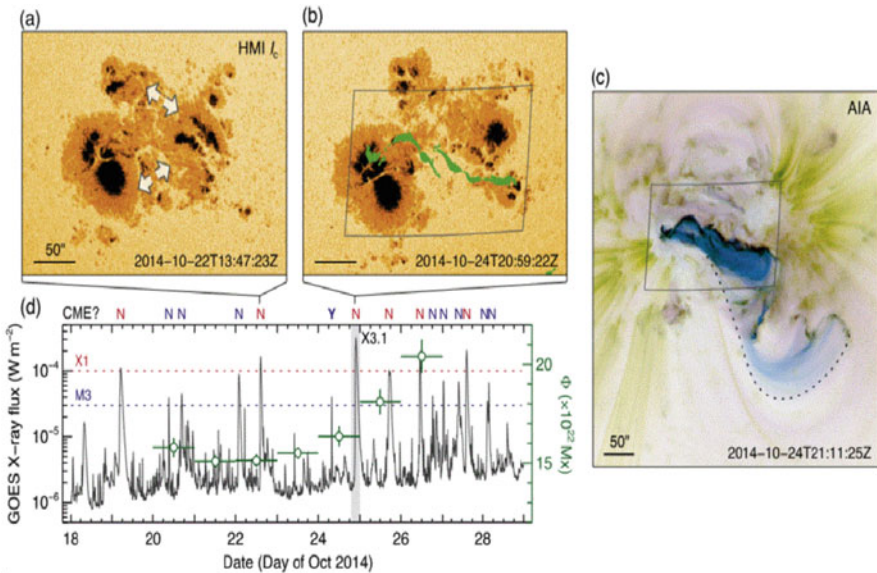 (a)
HMI I_c
50"
2014-10-22T13:47:23Z
(b)
2014-10-24T20:59:22Z
(c)
AIA
50"
2014-10-24T21:11:25Z
(d)
CME? N N N N N Y N N N N N N N N N
X3.1
X1
M3
GOES X-ray flux (W m⁻²)
10⁻⁴
10⁻⁵
10⁻⁶
20
15
Φ (×10²² Mx)
18 20 22 24 26 28
Date (Day of Oct 2014)